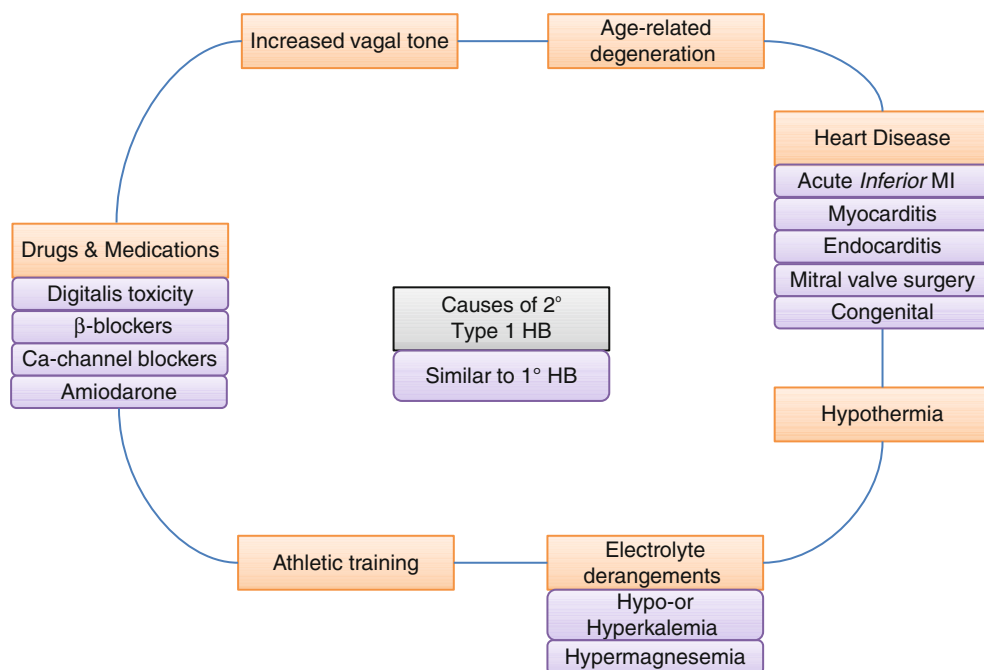 Increased vagal tone
Age-related
degeneration
Heart Disease
Acute Inferior MI
Myocarditis
Endocarditis
Mitral valve surgery
Congenital
Drugs & Medications
Digitalis toxicity
β-blockers
Ca-channel blockers
Amiodarone
Causes of 2°
Type 1 HB
Similar to 1° HB
Hypothermia
Athletic training
Electrolyte
derangements
Hypo-or
Hyperkalemia
Hypermagnesemia